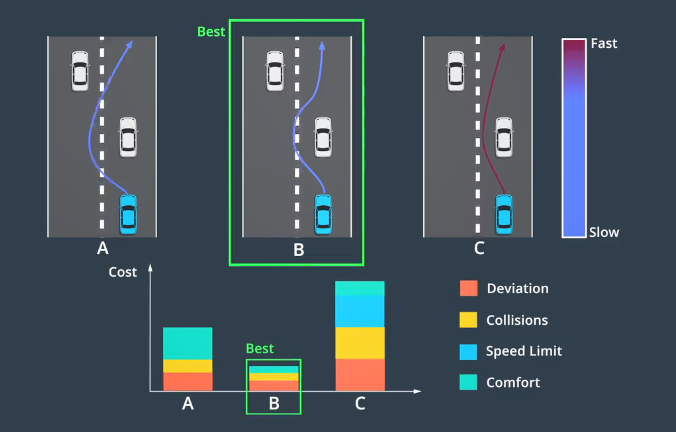 Best
Fast
Slow
A
B
C
Cost
Best
A
B
C
Deviation
Collisions
Speed Limit
Comfort